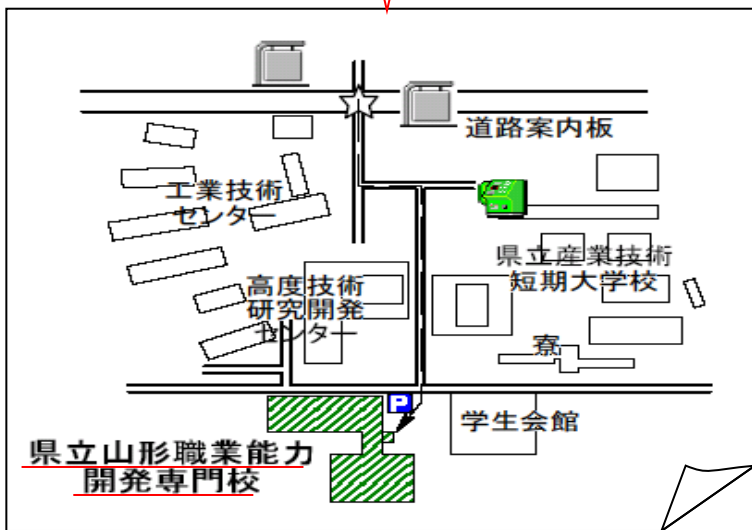 道路案内板
工業技術
センター
県立産業技術
短期大学校
高度技術
研究開発
センター
寮
P
学生会館
県立山形職業能力
開発専門校